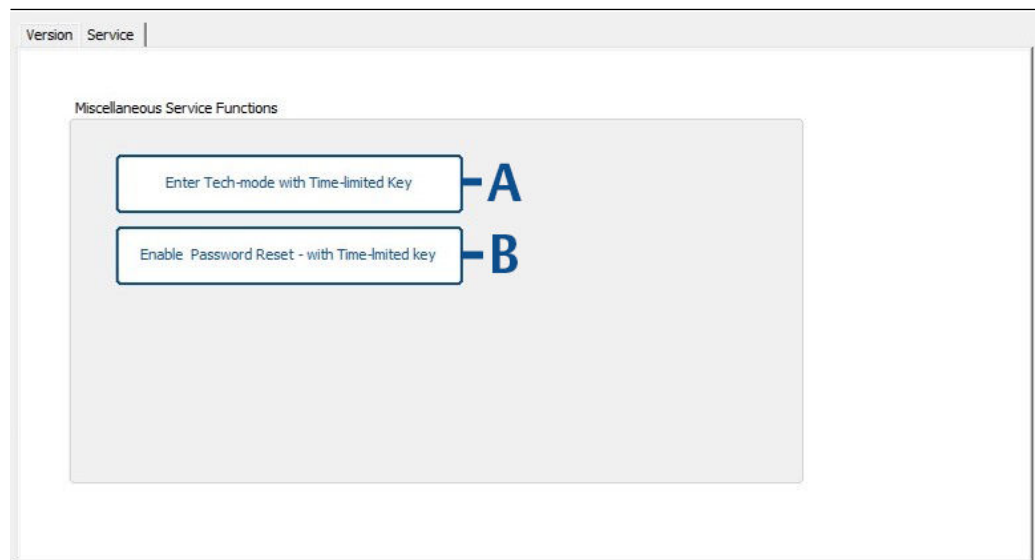 Version Service
Miscellaneous Service Functions
Enter Tech-mode with Time-limited Key A
Enable Password Reset - with Time-lmited key B